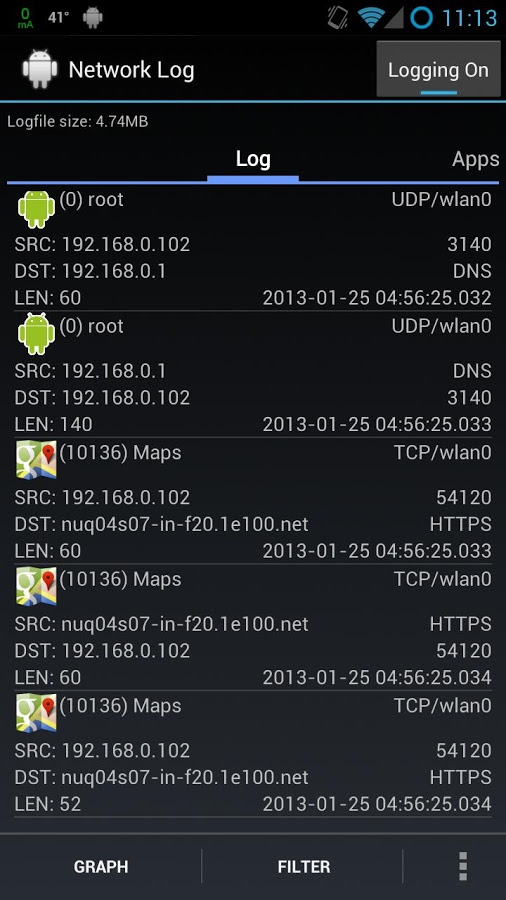 0
mA
41°
11:13
Network Log
Logging On
Logfile size: 4.74MB
Log
Apps
(0) root UDP/wlan0
SRC: 192.168.0.102 3140
DST: 192.168.0.1 DNS
LEN: 60 2013-01-25 04:56:25.032
(0) root UDP/wlan0
SRC: 192.168.0.1 DNS
DST: 192.168.0.102 3140
LEN: 140 2013-01-25 04:56:25.033
(10136) Maps TCP/wlan0
SRC: 192.168.0.102 54120
DST: nuq04s07-in-f20.1e100.net HTTPS
LEN: 60 2013-01-25 04:56:25.033
(10136) Maps TCP/wlan0
SRC: nuq04s07-in-f20.1e100.net HTTPS
DST: 192.168.0.102 54120
LEN: 60 2013-01-25 04:56:25.034
(10136) Maps TCP/wlan0
SRC: 192.168.0.102 54120
DST: nuq04s07-in-f20.1e100.net HTTPS
LEN: 52 2013-01-25 04:56:25.034
GRAPH
FILTER